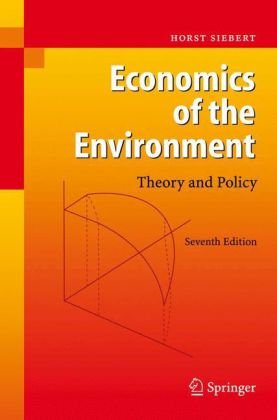 HORST SIEBERT
Economics
of the
Environment
Theory and Policy
Seventh Edition
Springer